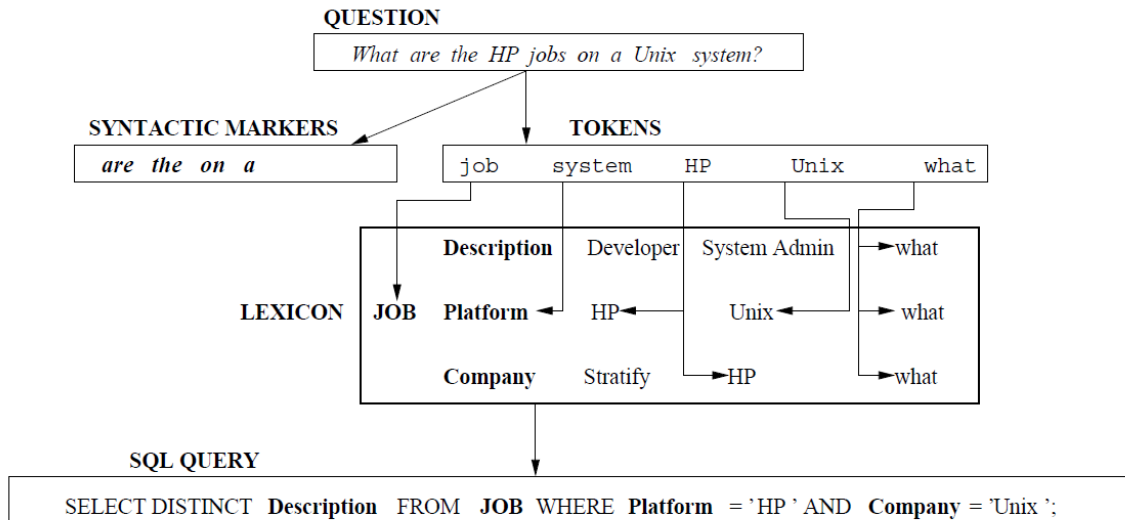 QUESTION
What are the HP jobs on a Unix system?
SYNTACTIC MARKERS
TOKENS
are the on a
job system HP Unix what
Description Developer System Admin what
LEXICON JOB Platform HP Unix what
Company Stratify HP what
SQL QUERY
SELECT DISTINCT Description FROM JOB WHERE Platform = 'HP ' AND Company = 'Unix ';